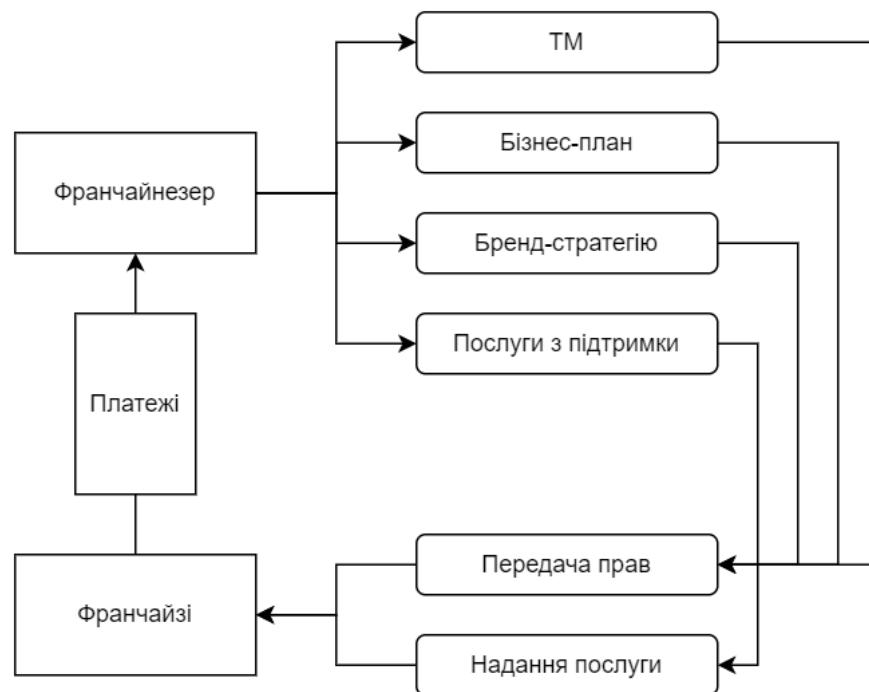 ТМ
Бізнес-план
Франчайнезер
Бренд-стратегію
Послуги з підтримки
Платежі
Передача прав
Франчайзі
Надання послуги